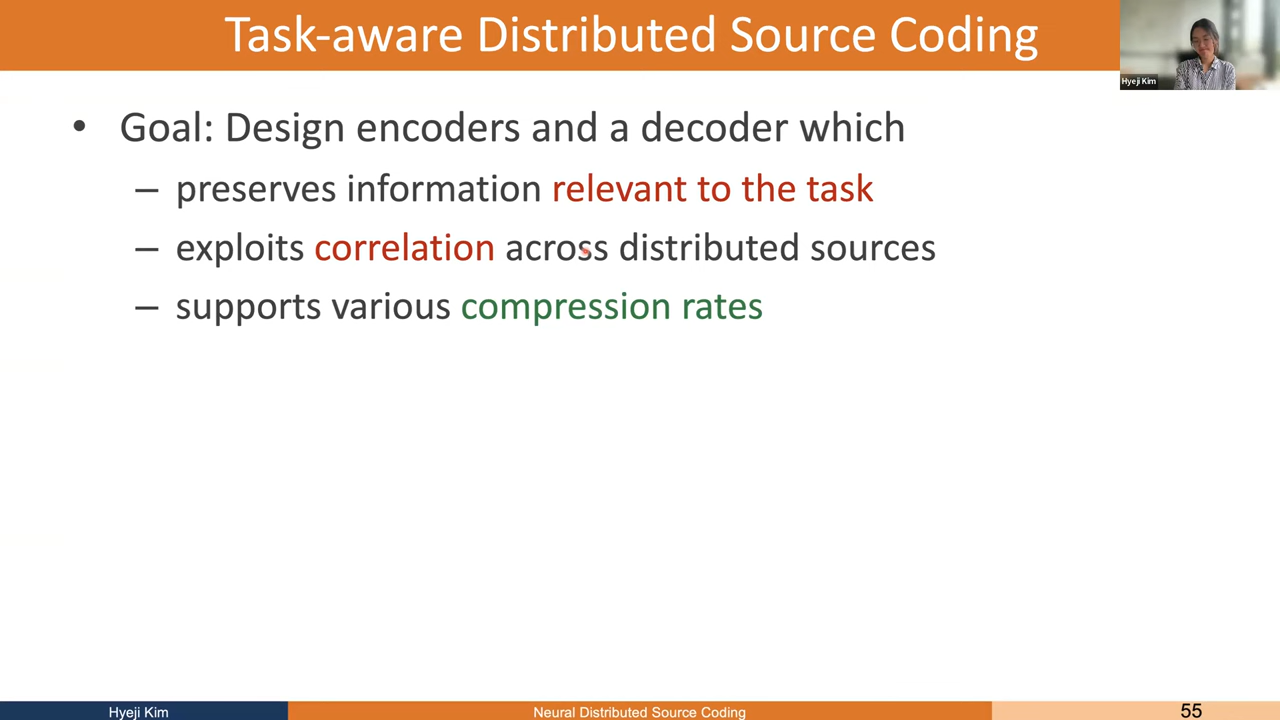 Task-aware Distributed Source Coding
Hyeji Kim
• Goal: Design encoders and a decoder which
– preserves information relevant to the task
– exploits correlation across distributed sources
– supports various compression rates
Hyeji Kim
Neural Distributed Source Coding
55